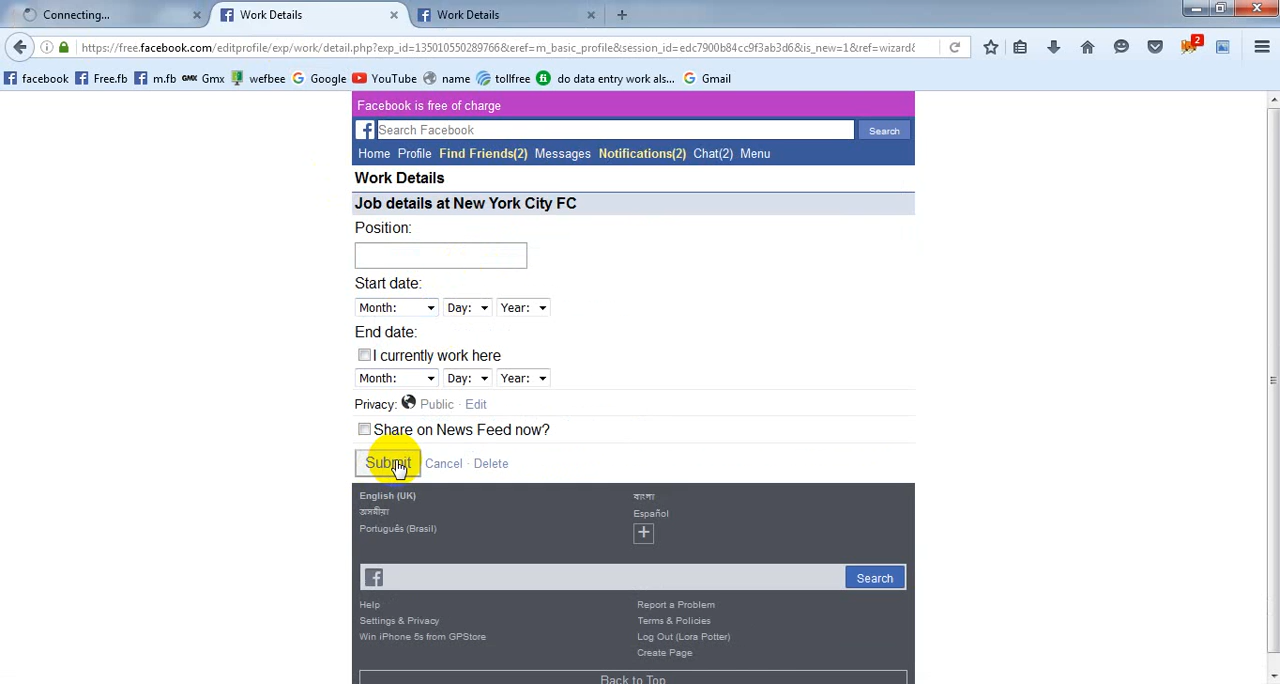 Connecting...
Work Details
Work Details
https://free.facebook.com/editprofile/exp/work/detail.php?exp_id=135010550289762&ere=m_basic_profile&session_id=edc7900b84cc9f3ab3d6&is_new=1&ref=wizard&
2
facebook
Free.fb
m.fb
GMX Gmx
wefbee
Google
YouTube
name
tollfree
do data entry work als...
Gmail
Facebook is free of charge
Search Facebook
Search
Home Profile Find Friends(2) Messages Notifications(2) Chat(2) Menu
Work Details
Job details at New York City FC
Position:
Start date:
Month: Day: Year:
End date:
I currently work here
Month: Day: Year:
Privacy: Public · Edit
Share on News Feed now?
Submit Cancel · Delete
English (UK)
বাংলা
অসমীয়া
Español
Português (Brasil)
+
Search
Help
Report a Problem
Settings & Privacy
Terms & Policies
Win iPhone 5s from GPStore
Log Out (Lora Potter)
Create Page
Back to Top